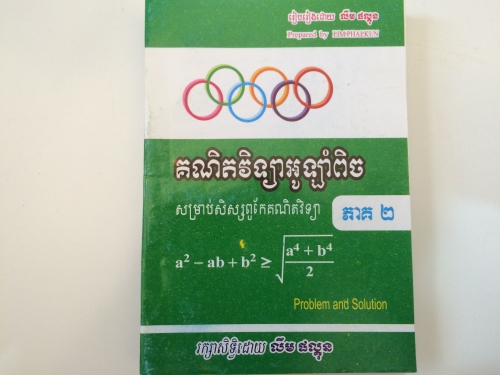 រៀបរៀងដោយ លឹម ផល្គុន
Prepared by LIM PHALKUN
គណិតវិទ្យាអូឡាំពិច
សម្រាប់សិស្សពូកែគណិតវិទ្យា
ភាគ ២
a² − ab + b² ≥ √((a⁴ + b⁴)/2)
Problem and Solution
រក្សាសិទ្ធិដោយ លឹម ផល្គុន